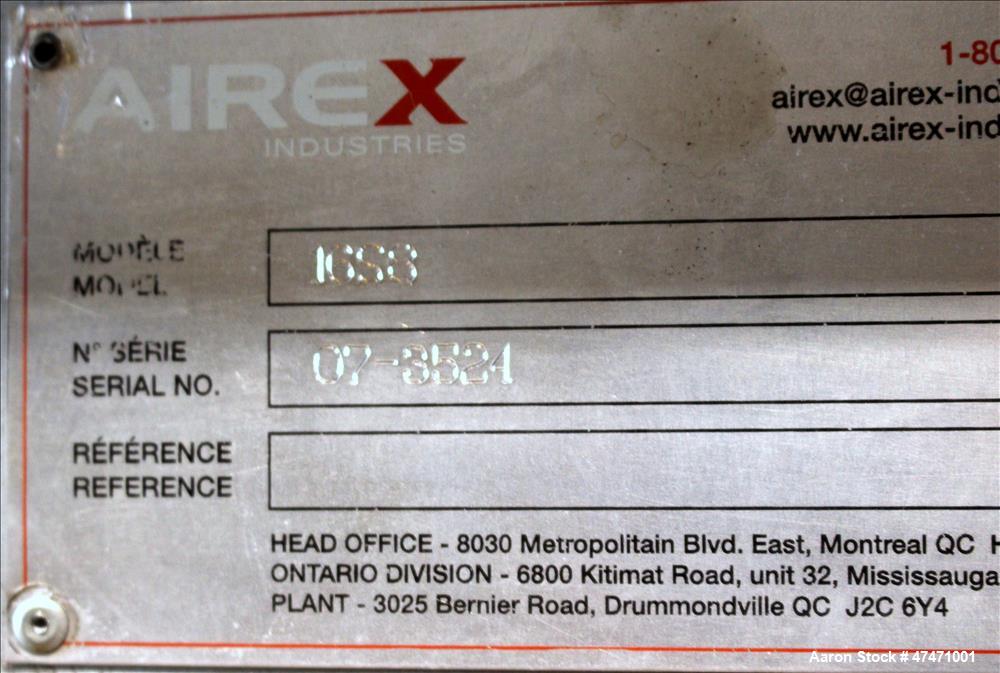 AIREX
INDUSTRIES
1-80
airex@airex-ind
www.airex-ind
MODÈLE
MODEL
16S8
N° SÉRIE
SERIAL NO.
07-3524
RÉFÉRENCE
REFERENCE
HEAD OFFICE - 8030 Metropolitain Blvd. East, Montreal QC H
ONTARIO DIVISION - 6800 Kitimat Road, unit 32, Mississauga
PLANT - 3025 Bernier Road, Drummondville QC J2C 6Y4
Aaron Stock # 47471001